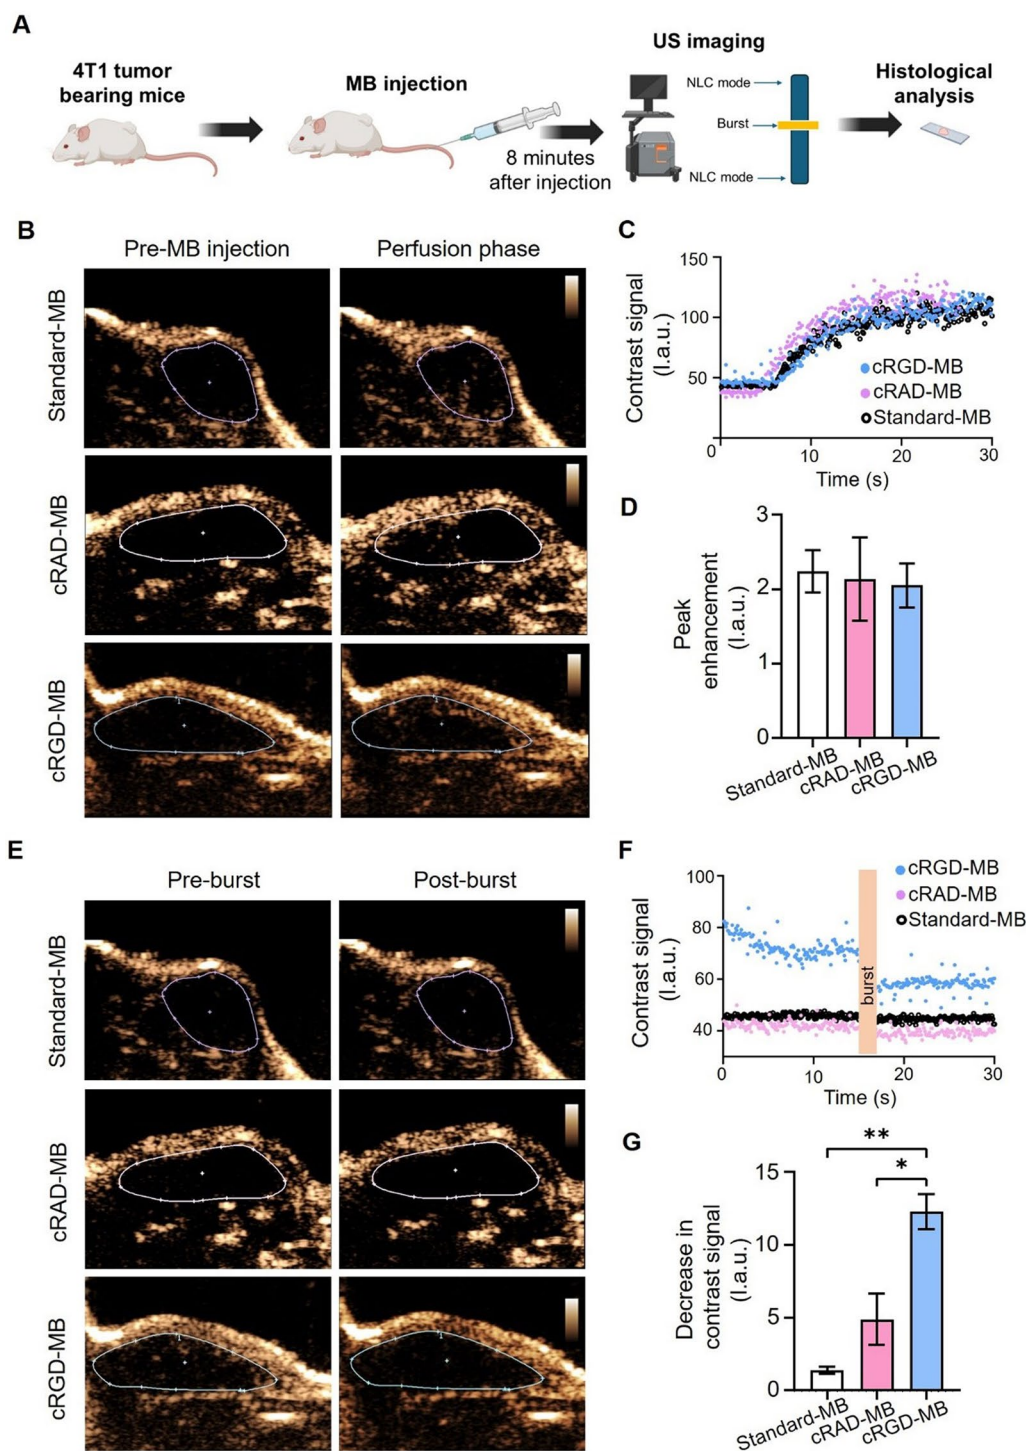 A
4T1 tumor
bearing mice
MB injection
8 minutes
after injection
US imaging
NLC mode
Burst
NLC mode
Histological
analysis
B
Pre-MB injection
Perfusion phase
Standard-MB
cRAD-MB
cRGD-MB
C
Contrast signal
(l.a.u.)
150
100
50
0
10
20
30
Time (s)
cRGD-MB
cRAD-MB
Standard-MB
D
Peak
enhancement
(l.a.u.)
3
2
1
0
Standard-MB
cRAD-MB
cRGD-MB
E
Pre-burst
Post-burst
Standard-MB
cRAD-MB
cRGD-MB
F
cRGD-MB
cRAD-MB
Standard-MB
Contrast signal
(l.a.u.)
100
80
60
40
burst
0
10
20
30
Time (s)
G
**
*
Decrease in
contrast signal
(l.a.u.)
15
10
5
0
Standard-MB
cRAD-MB
cRGD-MB